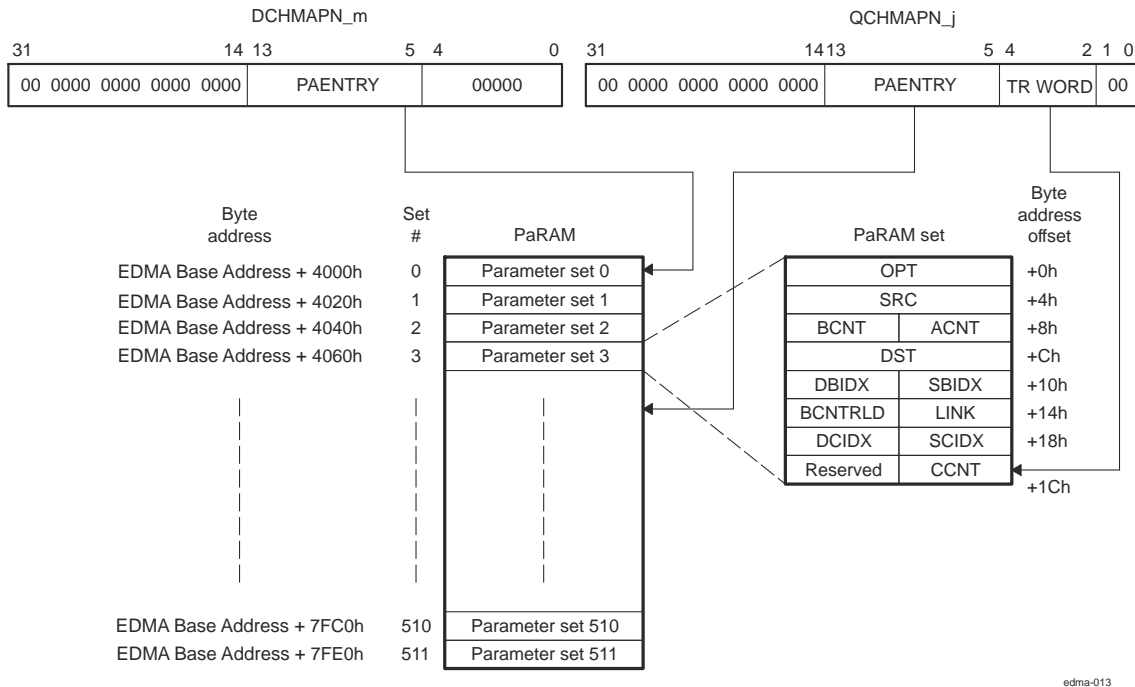 DCHMAPN_m
QCHMAPN_j
31 14 13 5 4 0
31 14 13 5 4 2 1 0
00 0000 0000 0000 0000 PAENTRY 00000
00 0000 0000 0000 0000 PAENTRY TR WORD 00
Byte
address
Set
#
PaRAM
PaRAM set
Byte
address
offset
EDMA Base Address + 4000h 0 Parameter set 0
EDMA Base Address + 4020h 1 Parameter set 1
EDMA Base Address + 4040h 2 Parameter set 2
EDMA Base Address + 4060h 3 Parameter set 3
OPT +0h
SRC +4h
BCNT ACNT +8h
DST +Ch
DBIDX SBIDX +10h
BCNTRLD LINK +14h
DCIDX SCIDX +18h
Reserved CCNT +1Ch
EDMA Base Address + 7FC0h 510 Parameter set 510
EDMA Base Address + 7FE0h 511 Parameter set 511
edma-013